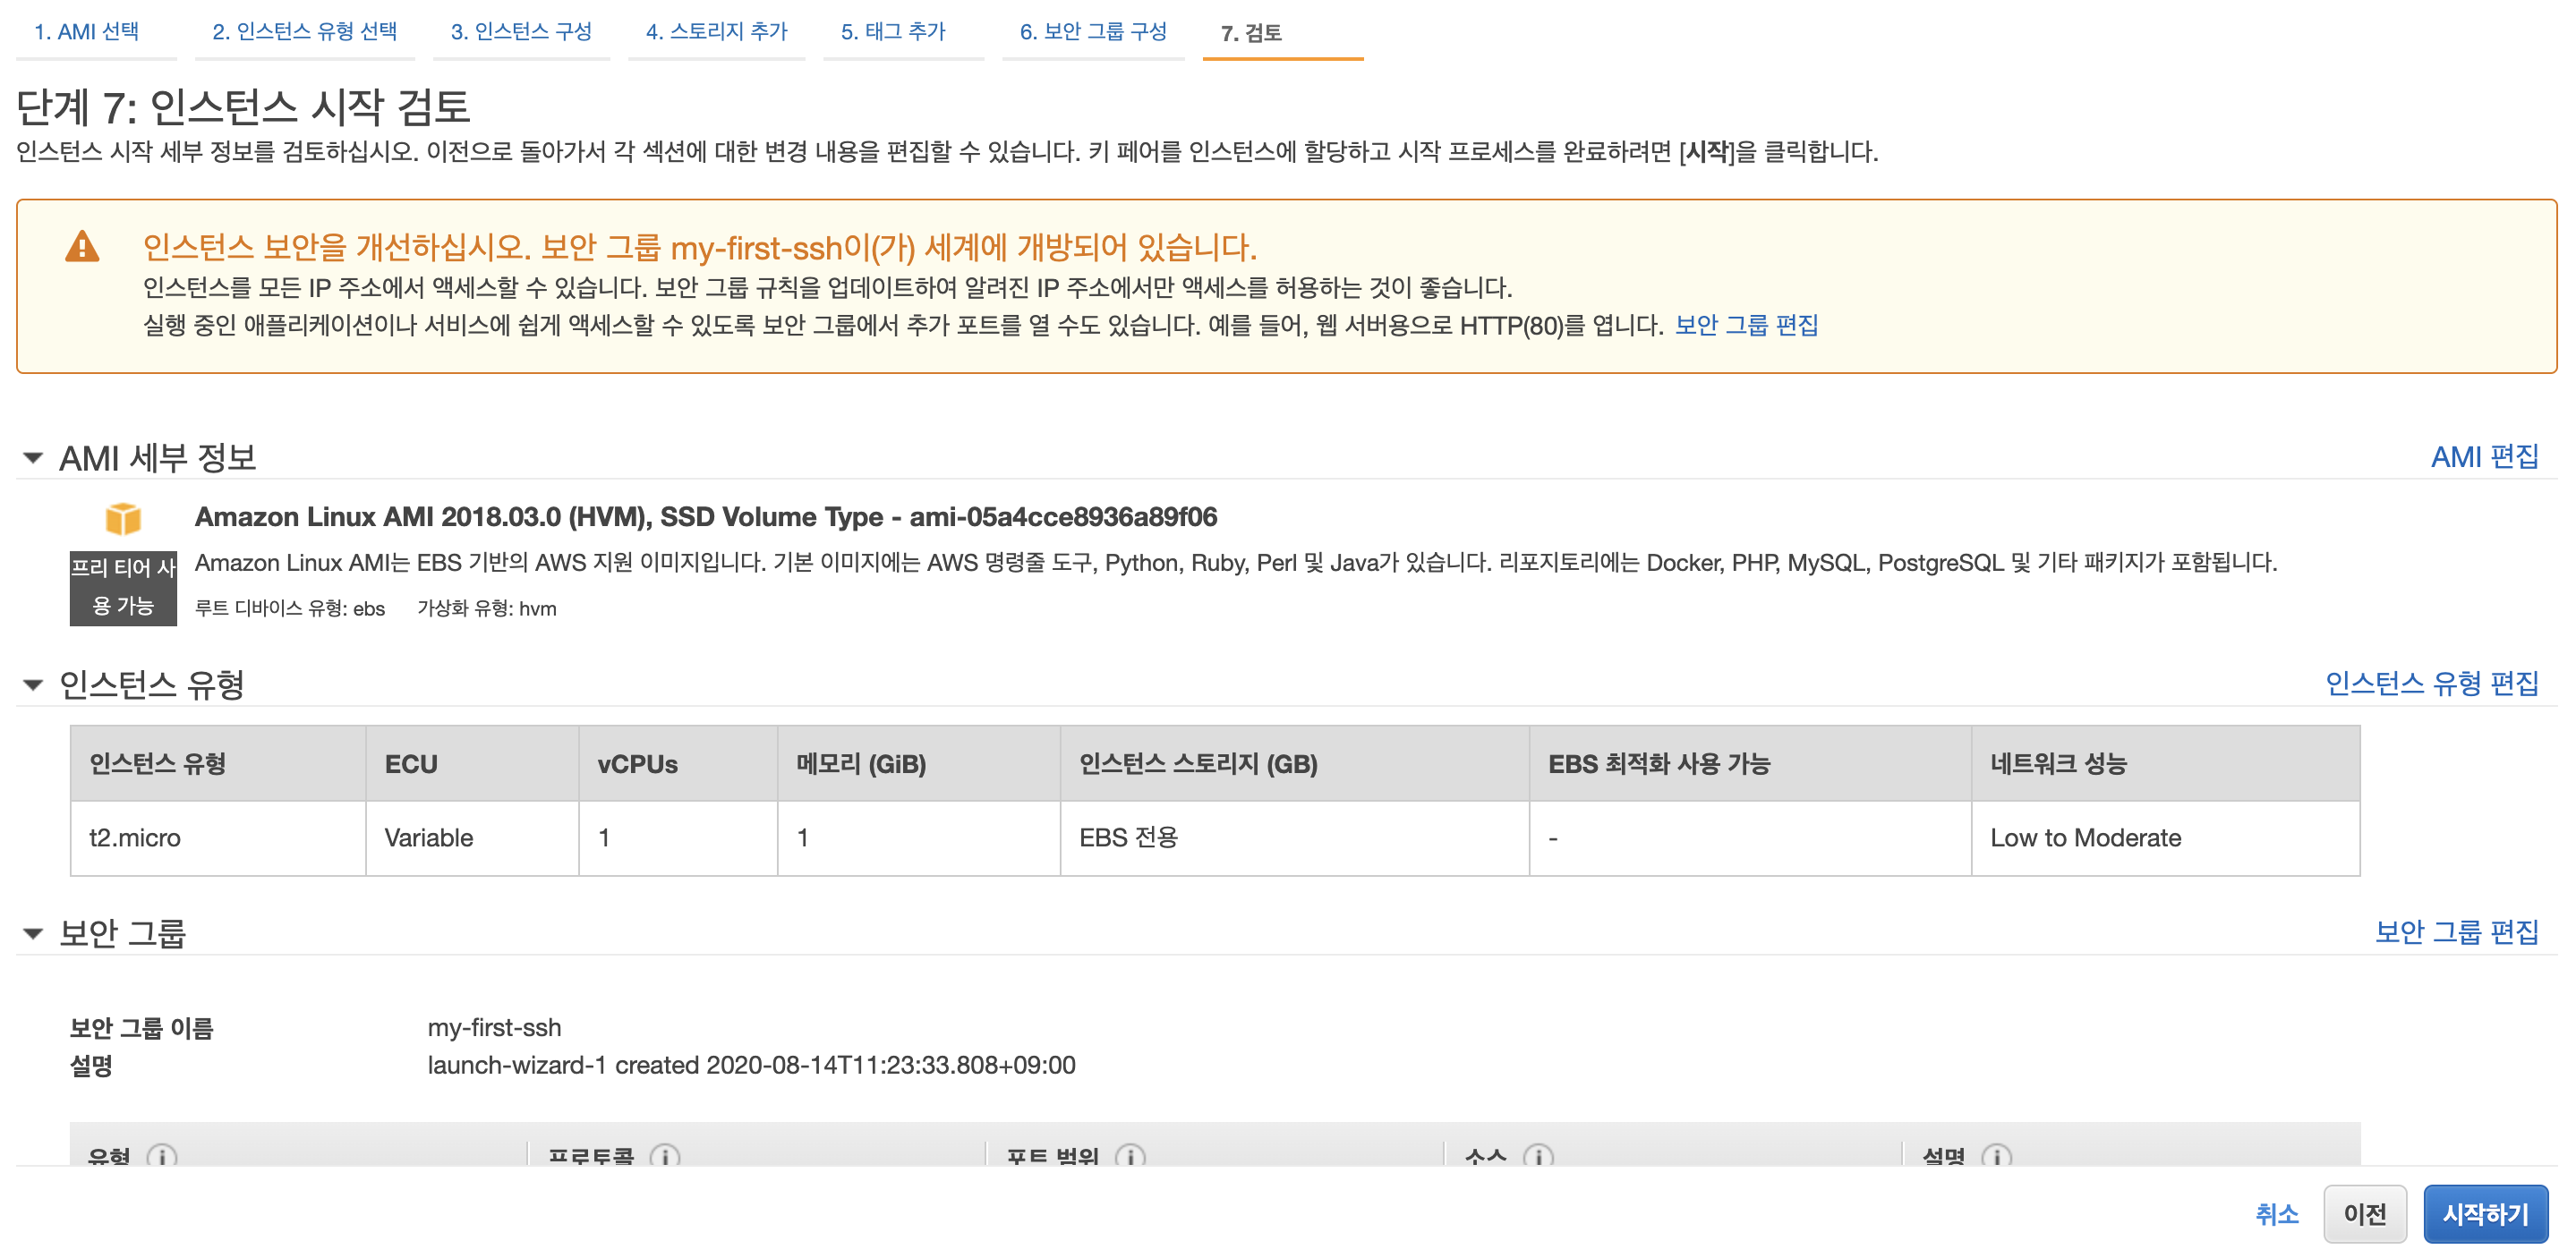 1. AMI 선택 2. 인스턴스 유형 선택 3. 인스턴스 구성 4. 스토리지 추가 5. 태그 추가 6. 보안 그룹 구성 7. 검토
단계 7: 인스턴스 시작 검토
인스턴스 시작 세부 정보를 검토하십시오. 이전으로 돌아가서 각 섹션에 대한 변경 내용을 편집할 수 있습니다. 키 페어를 인스턴스에 할당하고 시작 프로세스를 완료하려면 [시작]을 클릭합니다.
인스턴스 보안을 개선하십시오. 보안 그룹 my-first-ssh이(가) 세계에 개방되어 있습니다.
인스턴스를 모든 IP 주소에서 액세스할 수 있습니다. 보안 그룹 규칙을 업데이트하여 알려진 IP 주소에서만 액세스를 허용하는 것이 좋습니다.
실행 중인 애플리케이션이나 서비스에 쉽게 액세스할 수 있도록 보안 그룹에서 추가 포트를 열 수도 있습니다. 예를 들어, 웹 서버용으로 HTTP(80)를 엽니다. 보안 그룹 편집
AMI 세부 정보 AMI 편집
Amazon Linux AMI 2018.03.0 (HVM), SSD Volume Type - ami-05a4cce8936a89f06
프리 티어 사
용 가능
Amazon Linux AMI는 EBS 기반의 AWS 지원 이미지입니다. 기본 이미지에는 AWS 명령줄 도구, Python, Ruby, Perl 및 Java가 있습니다. 리포지토리에는 Docker, PHP, MySQL, PostgreSQL 및 기타 패키지가 포함됩니다.
루트 디바이스 유형: ebs 가상화 유형: hvm
인스턴스 유형 인스턴스 유형 편집
인스턴스 유형 ECU vCPUs 메모리 (GiB) 인스턴스 스토리지 (GB) EBS 최적화 사용 가능 네트워크 성능
t2.micro Variable 1 1 EBS 전용 - Low to Moderate
보안 그룹 보안 그룹 편집
보안 그룹 이름 my-first-ssh
설명 launch-wizard-1 created 2020-08-14T11:23:33.808+09:00
유형 프로토콜 포트 범위 소스 설명
취소 이전 시작하기